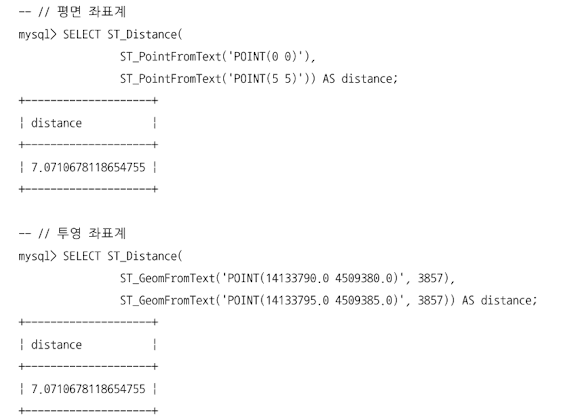 -- // 평면 좌표계
mysql> SELECT ST_Distance(
ST_PointFromText('POINT(0 0)'),
ST_PointFromText('POINT(5 5)')) AS distance;
+--------------------+
¦ distance           ¦
+--------------------+
¦ 7.0710678118654755 ¦
+--------------------+
-- // 투영 좌표계
mysql> SELECT ST_Distance(
ST_GeomFromText('POINT(14133790.0 4509380.0)', 3857),
ST_GeomFromText('POINT(14133795.0 4509385.0)', 3857)) AS distance;
+--------------------+
¦ distance           ¦
+--------------------+
¦ 7.0710678118654755 ¦
+--------------------+